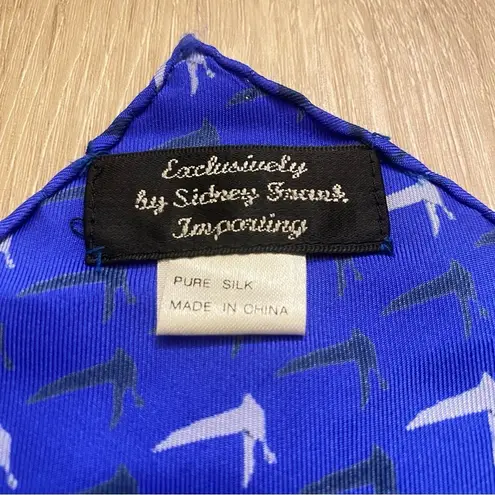 Exclusively
by Sidney Frank
Importing
PURE SILK
MADE IN CHINA